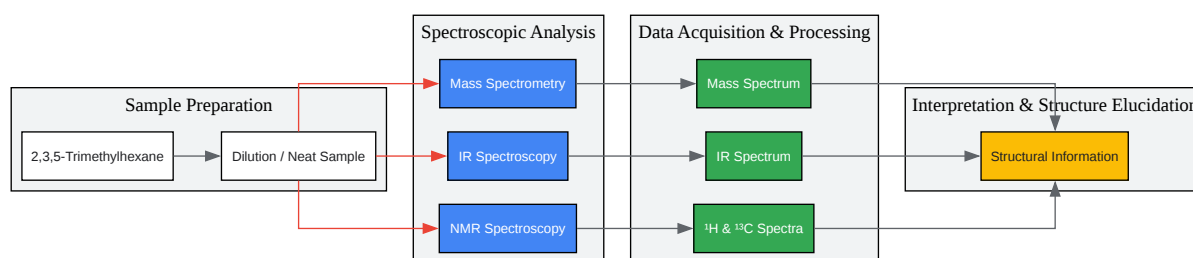 Sample Preparation
2,3,5-Trimethylhexane
Dilution / Neat Sample
Spectroscopic Analysis
Mass Spectrometry
IR Spectroscopy
NMR Spectroscopy
Data Acquisition & Processing
Mass Spectrum
IR Spectrum
¹H & ¹³C Spectra
Interpretation & Structure Elucidation
Structural Information